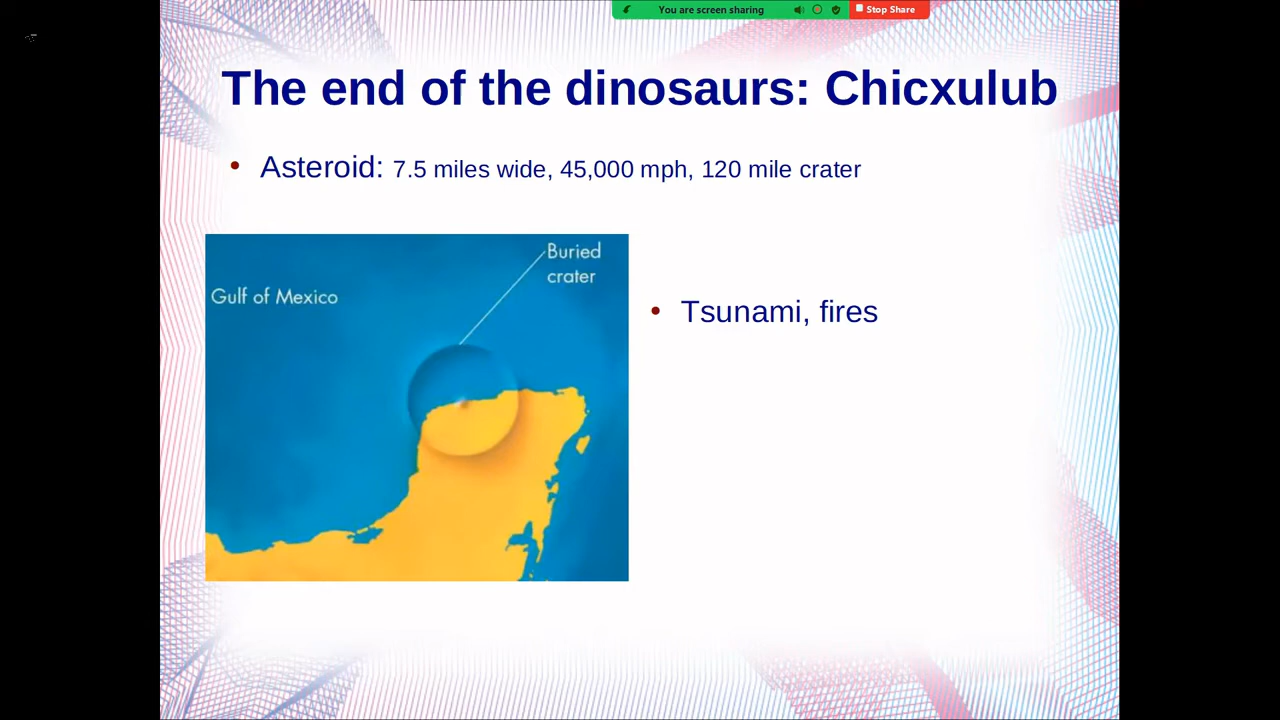 You are screen sharing
Stop Share
The end of the dinosaurs: Chicxulub
• Asteroid: 7.5 miles wide, 45,000 mph, 120 mile crater
Buried
crater
Gulf of Mexico
• Tsunami, fires